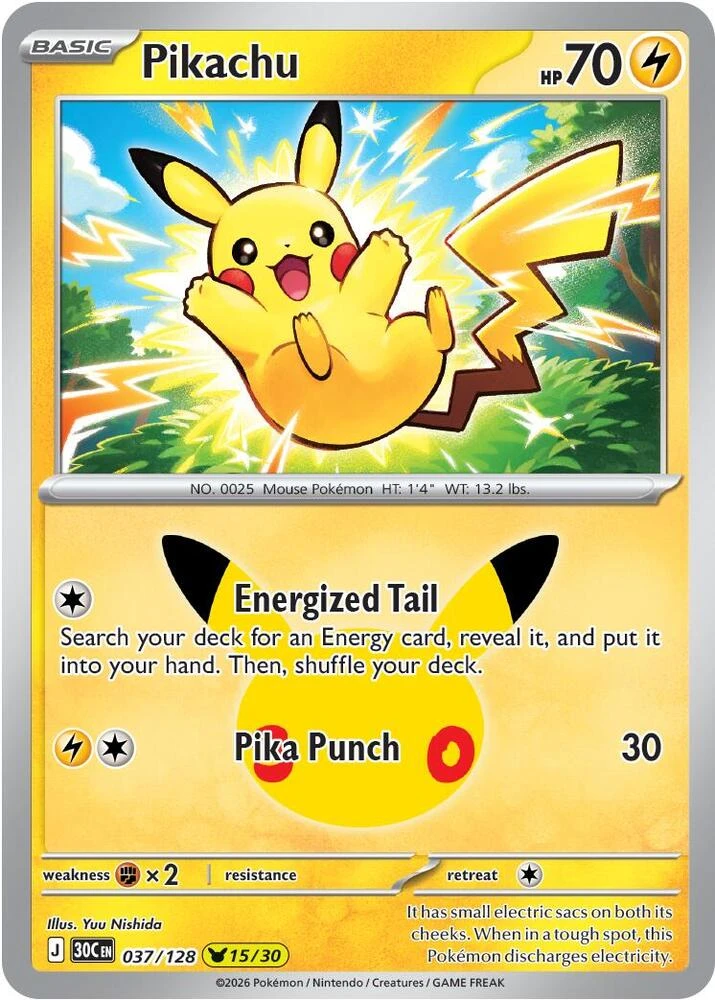 BASIC Pikachu HP 70
NO. 0025 Mouse Pokémon HT: 1'4" WT: 13.2 lbs.
Energized Tail
Search your deck for an Energy card, reveal it, and put it
into your hand. Then, shuffle your deck.
Pika Punch 30
30
weakness ×2 resistance retreat
Illus. Yuu Nishida
J 30C EN 037/128 15/30
It has small electric sacs on both its
cheeks. When in a tough spot, this
Pokémon discharges electricity.
©2026 Pokémon / Nintendo / Creatures / GAME FREAK